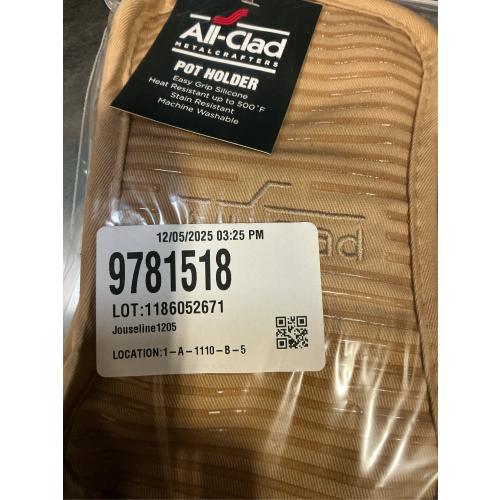 All-Clad
METALCRAFTERS
POT HOLDER
Easy Grip Silicone
Heat Resistant up to 500°F
Stain Resistant
Machine Washable
12/05/2025 03:25 PM
9781518
LOT:1186052671
Jouseline1205
LOCATION:1-A-1110-B-5